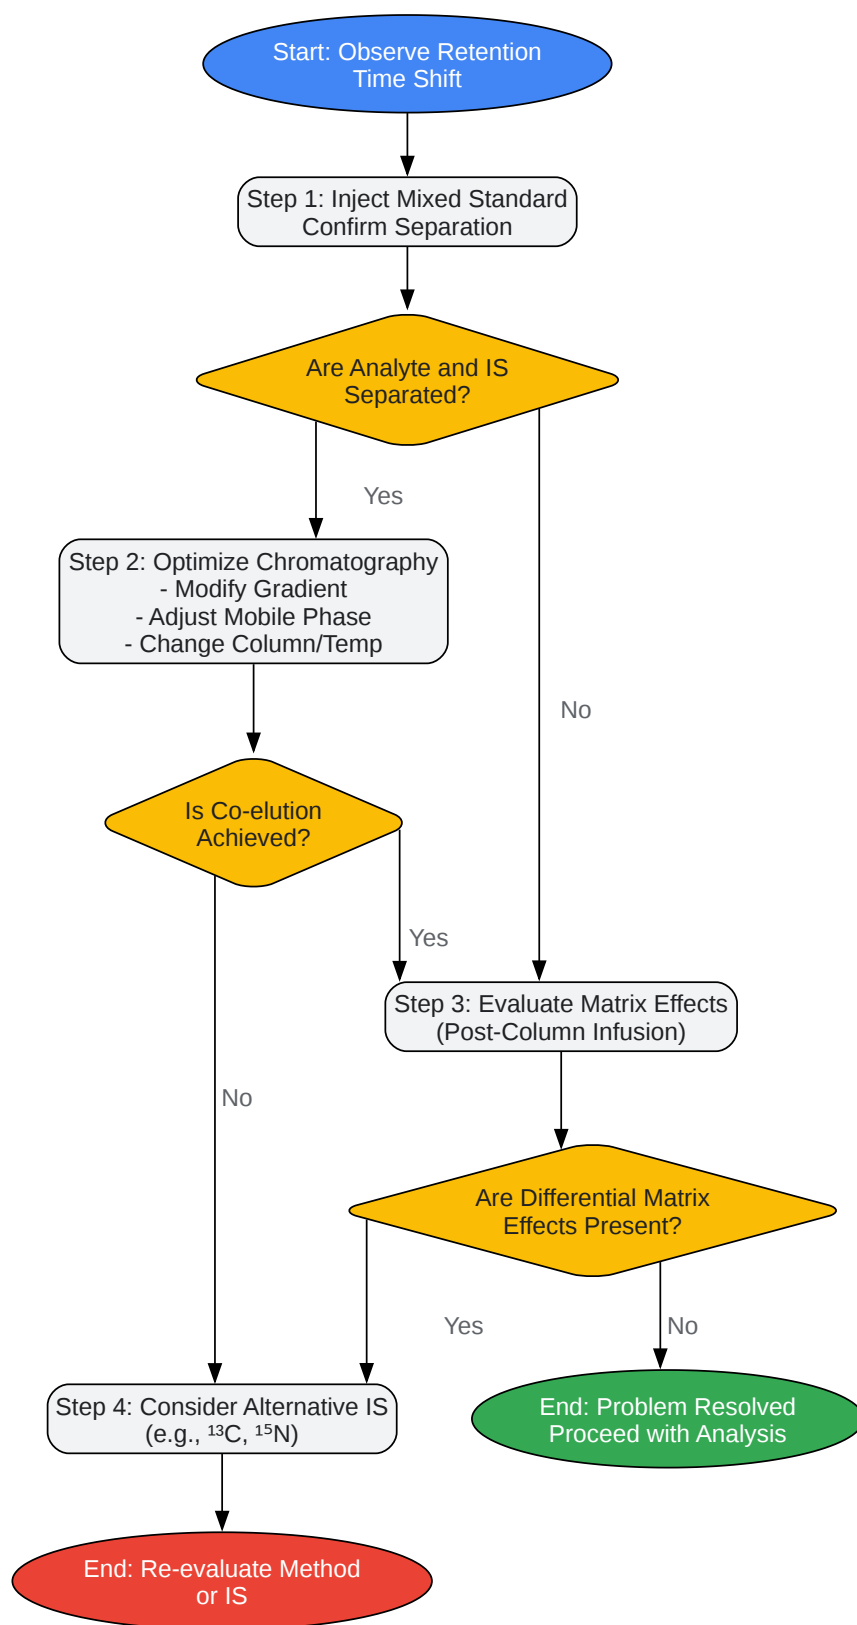 Start: Observe Retention
Time Shift
Step 1: Inject Mixed Standard
Confirm Separation
Are Analyte and IS
Separated?
Yes
Step 2: Optimize Chromatography
- Modify Gradient
- Adjust Mobile Phase
- Change Column/Temp
No
Is Co-elution
Achieved?
Yes
Step 3: Evaluate Matrix Effects
(Post-Column Infusion)
No
Are Differential Matrix
Effects Present?
Yes
No
Step 4: Consider Alternative IS
(e.g., ¹³C, ¹⁵N)
End: Problem Resolved
Proceed with Analysis
End: Re-evaluate Method
or IS